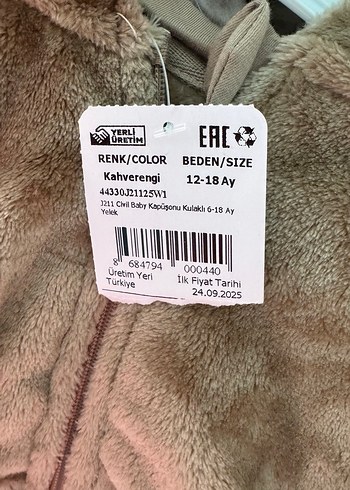 YERLİ
ÜRETİM
EAC
RENK/COLOR BEDEN/SIZE
Kahverengi 12-18 Ay
44330J21125W1
J211 Civil Baby Kapüşonu Kulaklı 6-18 Ay
Yelek
8 684794 000440
Üretim Yeri İlk Fiyat Tarihi
Türkiye 24.09.2025